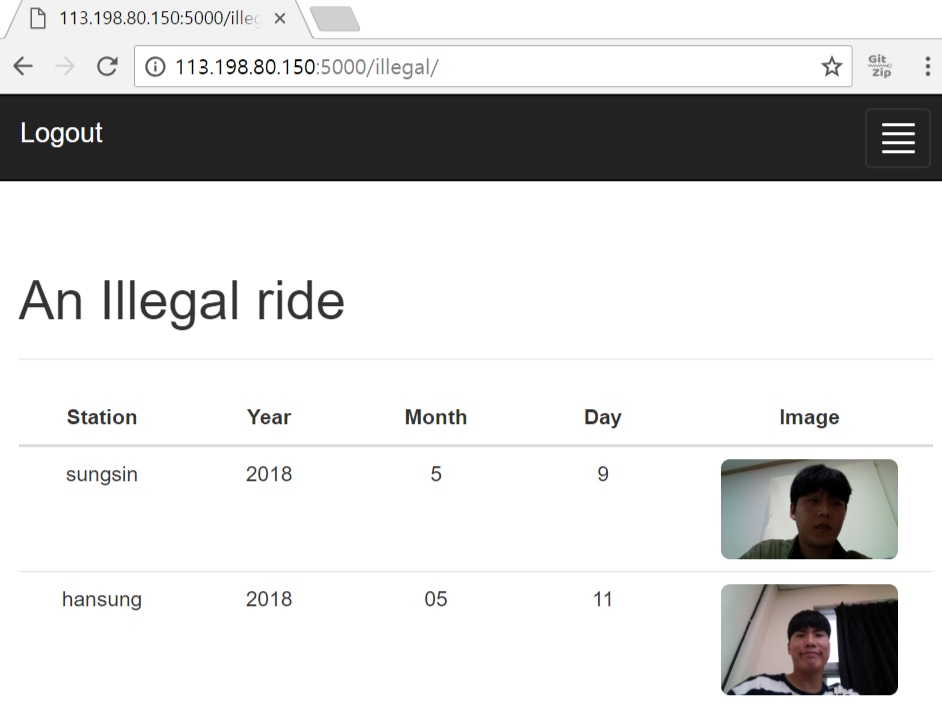 113.198.80.150:5000/illeg
113.198.80.150:5000/illegal/
Git Zip
Logout
An Illegal ride
Station Year Month Day Image
sungsin 2018 5 9
hansung 2018 05 11